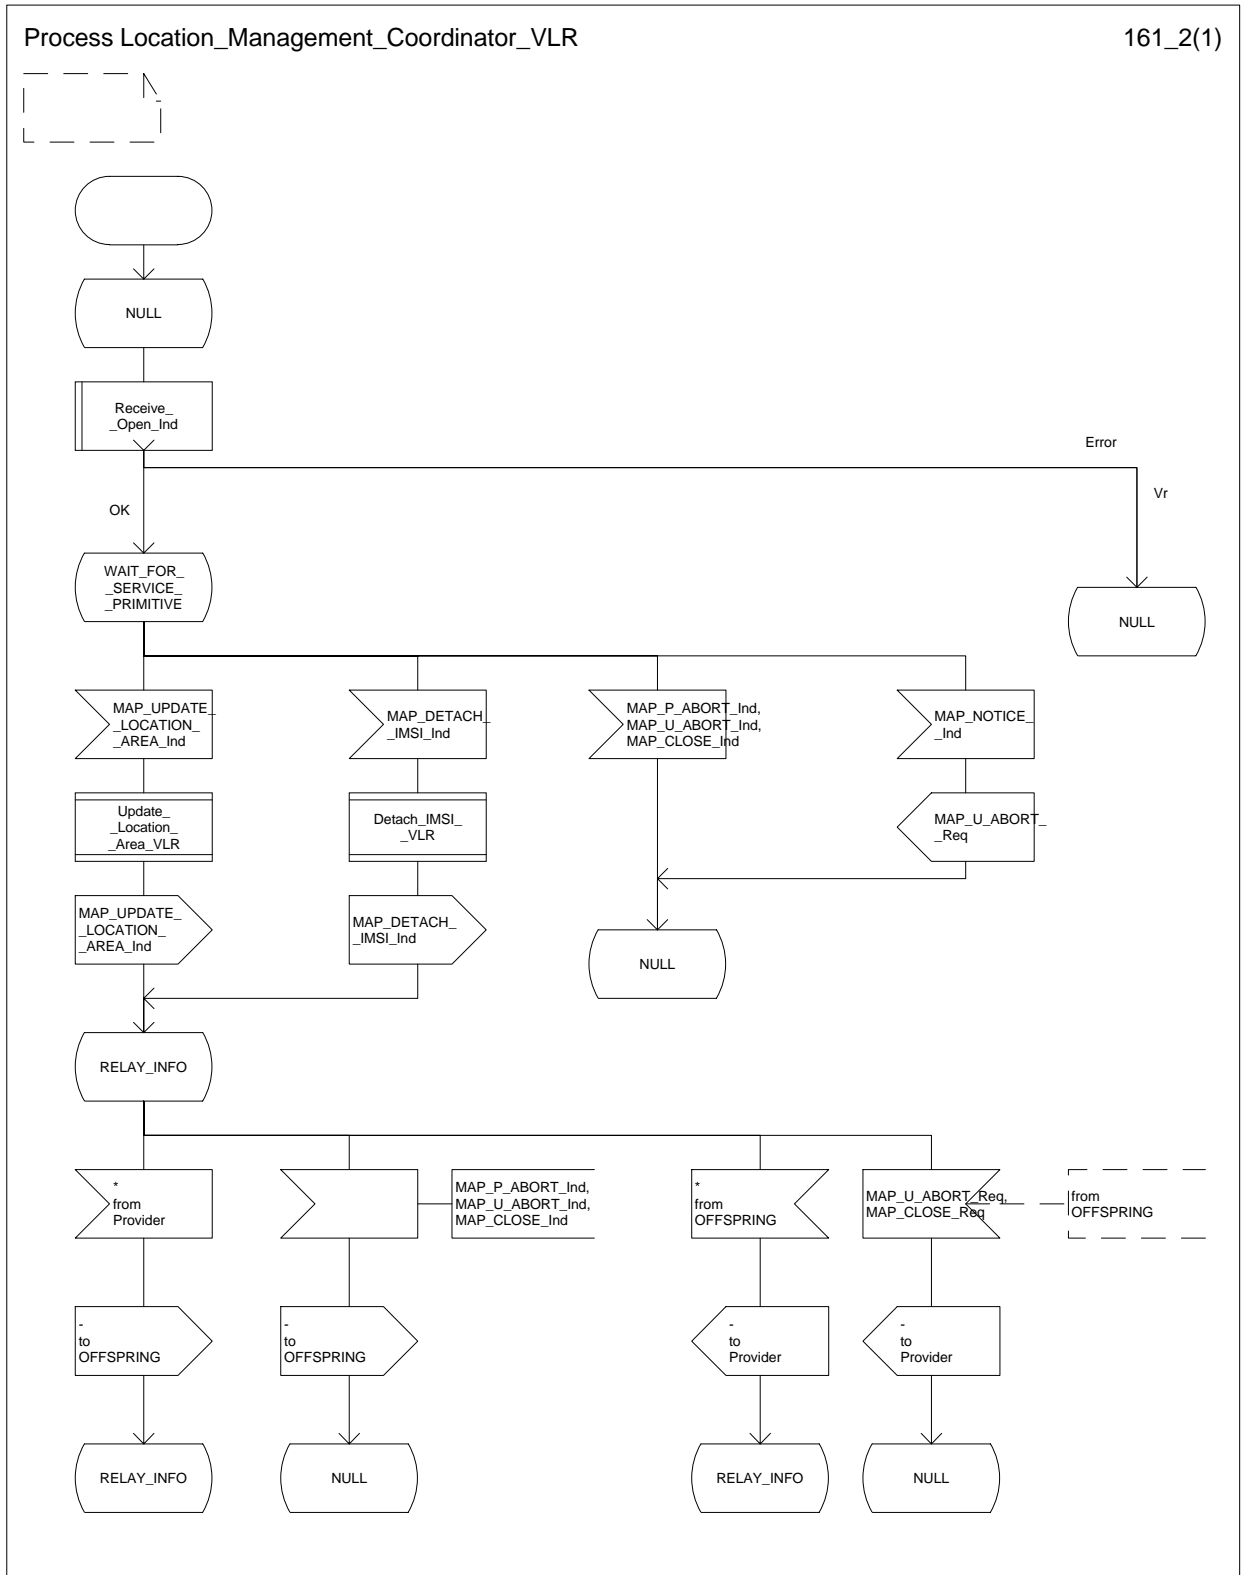 Process Location_Management_Coordinator_VLR
161_2(1)
NULL
Receive_
_Open_Ind
Error
Vr
OK
WAIT_FOR_
_SERVICE_
_PRIMITIVE
NULL
MAP_UPDATE_
_LOCATION_
_AREA_Ind
MAP_DETACH_
_IMSI_Ind
MAP_P_ABORT_Ind,
MAP_U_ABORT_Ind,
MAP_CLOSE_Ind
MAP_NOTICE_
_Ind
Update_
_Location_
_Area_VLR
Detach_IMSI_
_VLR
MAP_U_ABORT_
_Req
MAP_UPDATE_
_LOCATION_
_AREA_Ind
MAP_DETACH_
_IMSI_Ind
NULL
RELAY_INFO
*
from
Provider
MAP_P_ABORT_Ind,
MAP_U_ABORT_Ind,
MAP_CLOSE_Ind
*
from
OFFSPRING
MAP_U_ABORT_Req,
MAP_CLOSE_Req
from
OFFSPRING
-
to
OFFSPRING
-
to
OFFSPRING
-
to
Provider
-
to
Provider
RELAY_INFO
NULL
RELAY_INFO
NULL